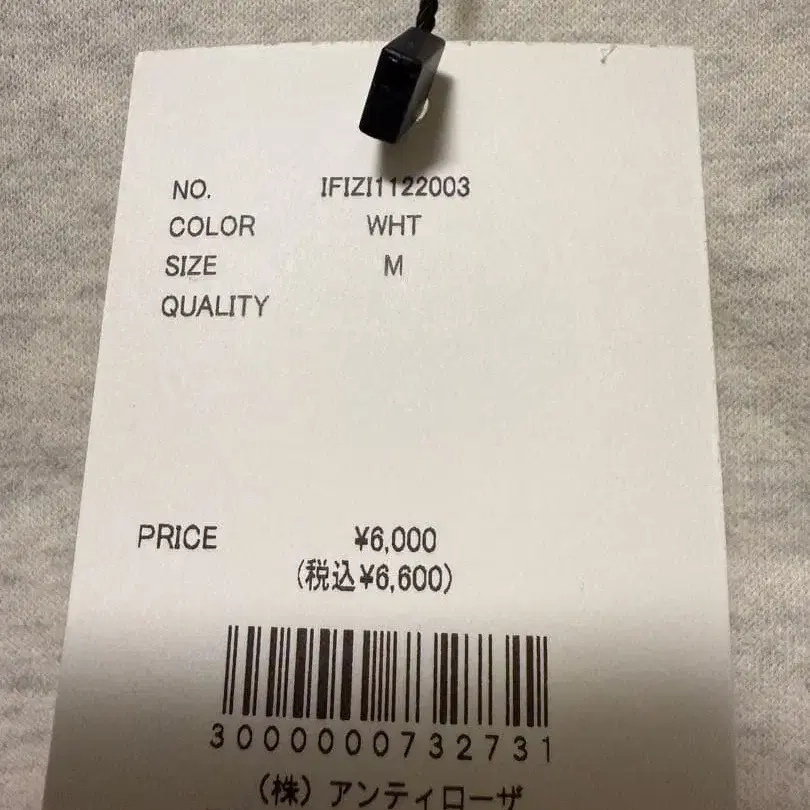 NO. IFIZI1122003
COLOR WHT
SIZE M
QUALITY
PRICE ¥6,000
(税込¥6,600)
3000000732731
(株) アンティローザ